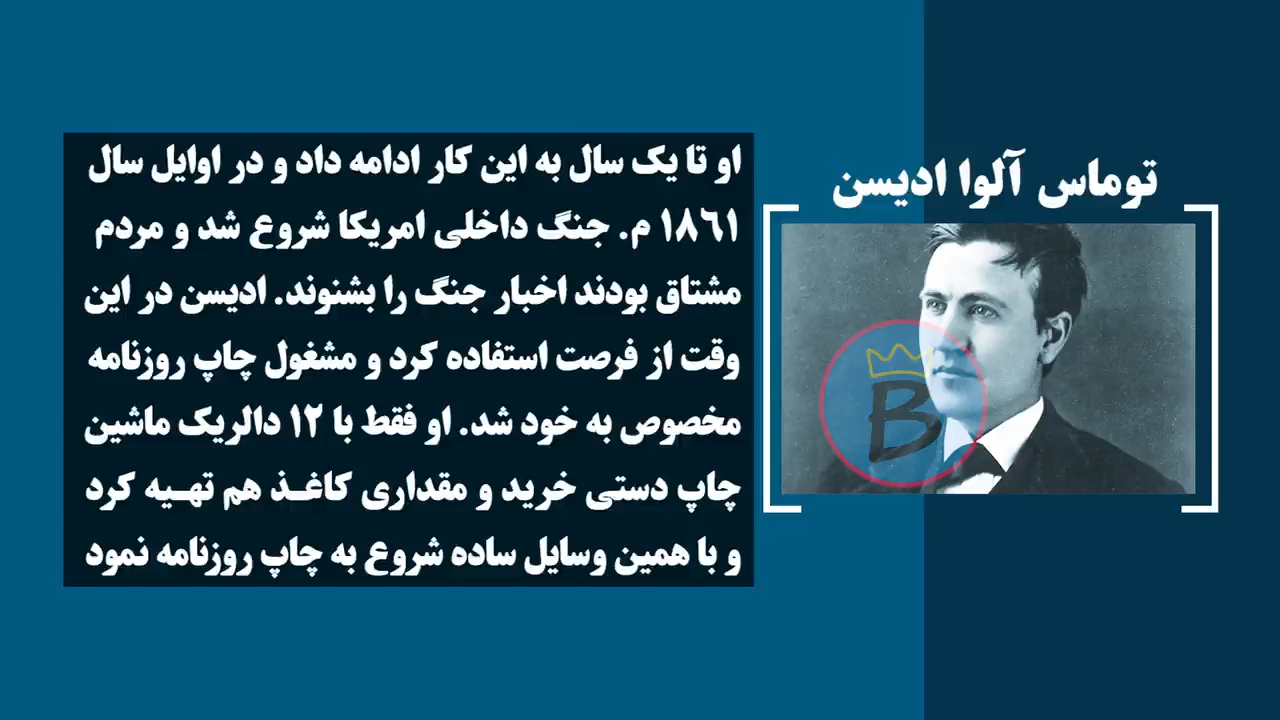 توماس آلوا ادیسن
او تا یک سال به این کار ادامه داد و در اوایل سال
۱۸٦۱ م. جنگ داخلی امریکا شروع شد و مردم
مشتاق بودند اخبار جنگ را بشنوند. ادیسن در این
وقت از فرصت استفاده کرد و مشغول چاپ روزنامه
مخصوص به خود شد. او فقط با ۱۲ دالریک ماشین
چاپ دستی خرید و مقداری کاغـذ هم تهـیه کرد
و با همین وسایل ساده شروع به چاپ روزنامه نمود
B